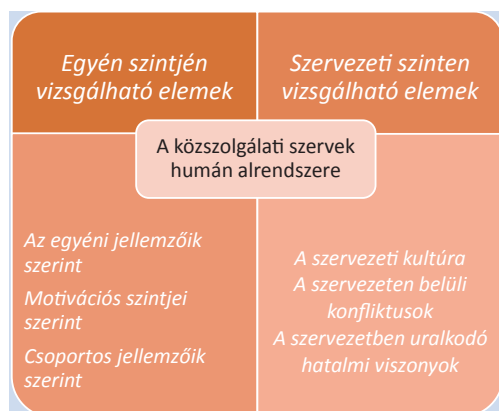 Egyén szintjén
vizsgálható elemek
Szervezeti szinten
vizsgálható elemek
A közszolgálati szervek
humán alrendszere
Az egyéni jellemzőik
szerint
Motivációs szintjei
szerint
Csoportos jellemzőik
szerint
A szervezeti kultúra
A szervezeten belüli
konfliktusok
A szervezetben uralkodó
hatalmi viszonyok